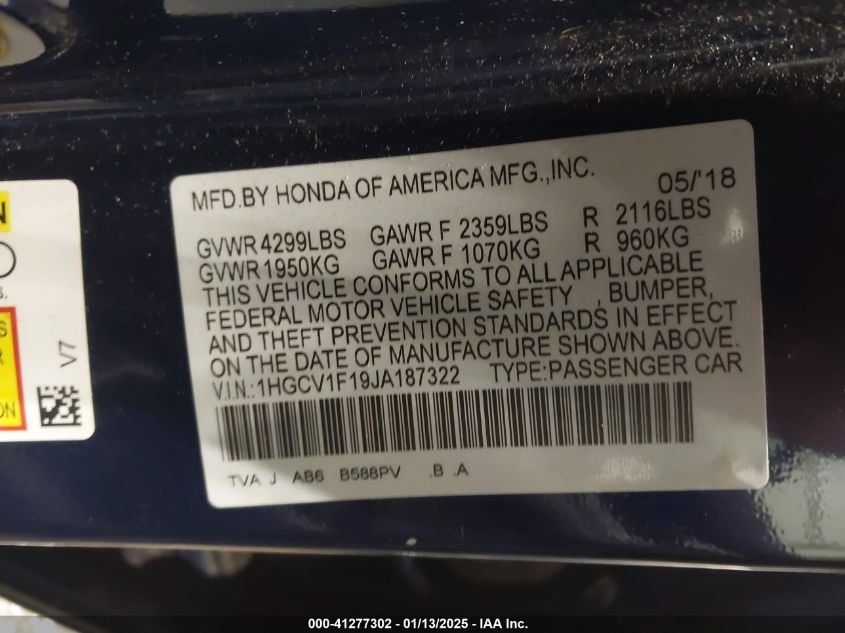 MFD.BY HONDA OF AMERICA MFG.,INC. 05/'18
GVWR 4299LBS GAWR F 2359LBS R 2116LBS
GVWR 1950KG GAWR F 1070KG R 960KG
THIS VEHICLE CONFORMS TO ALL APPLICABLE
FEDERAL MOTOR VEHICLE SAFETY , BUMPER,
AND THEFT PREVENTION STANDARDS IN EFFECT
ON THE DATE OF MANUFACTURE SHOWN ABOVE.
V.I.N.:1HGCV1F19JA187322 TYPE:PASSENGER CAR
TVA J AB6 B588PV .B .A
V7
000-41277302 - 01/13/2025 - IAA Inc.